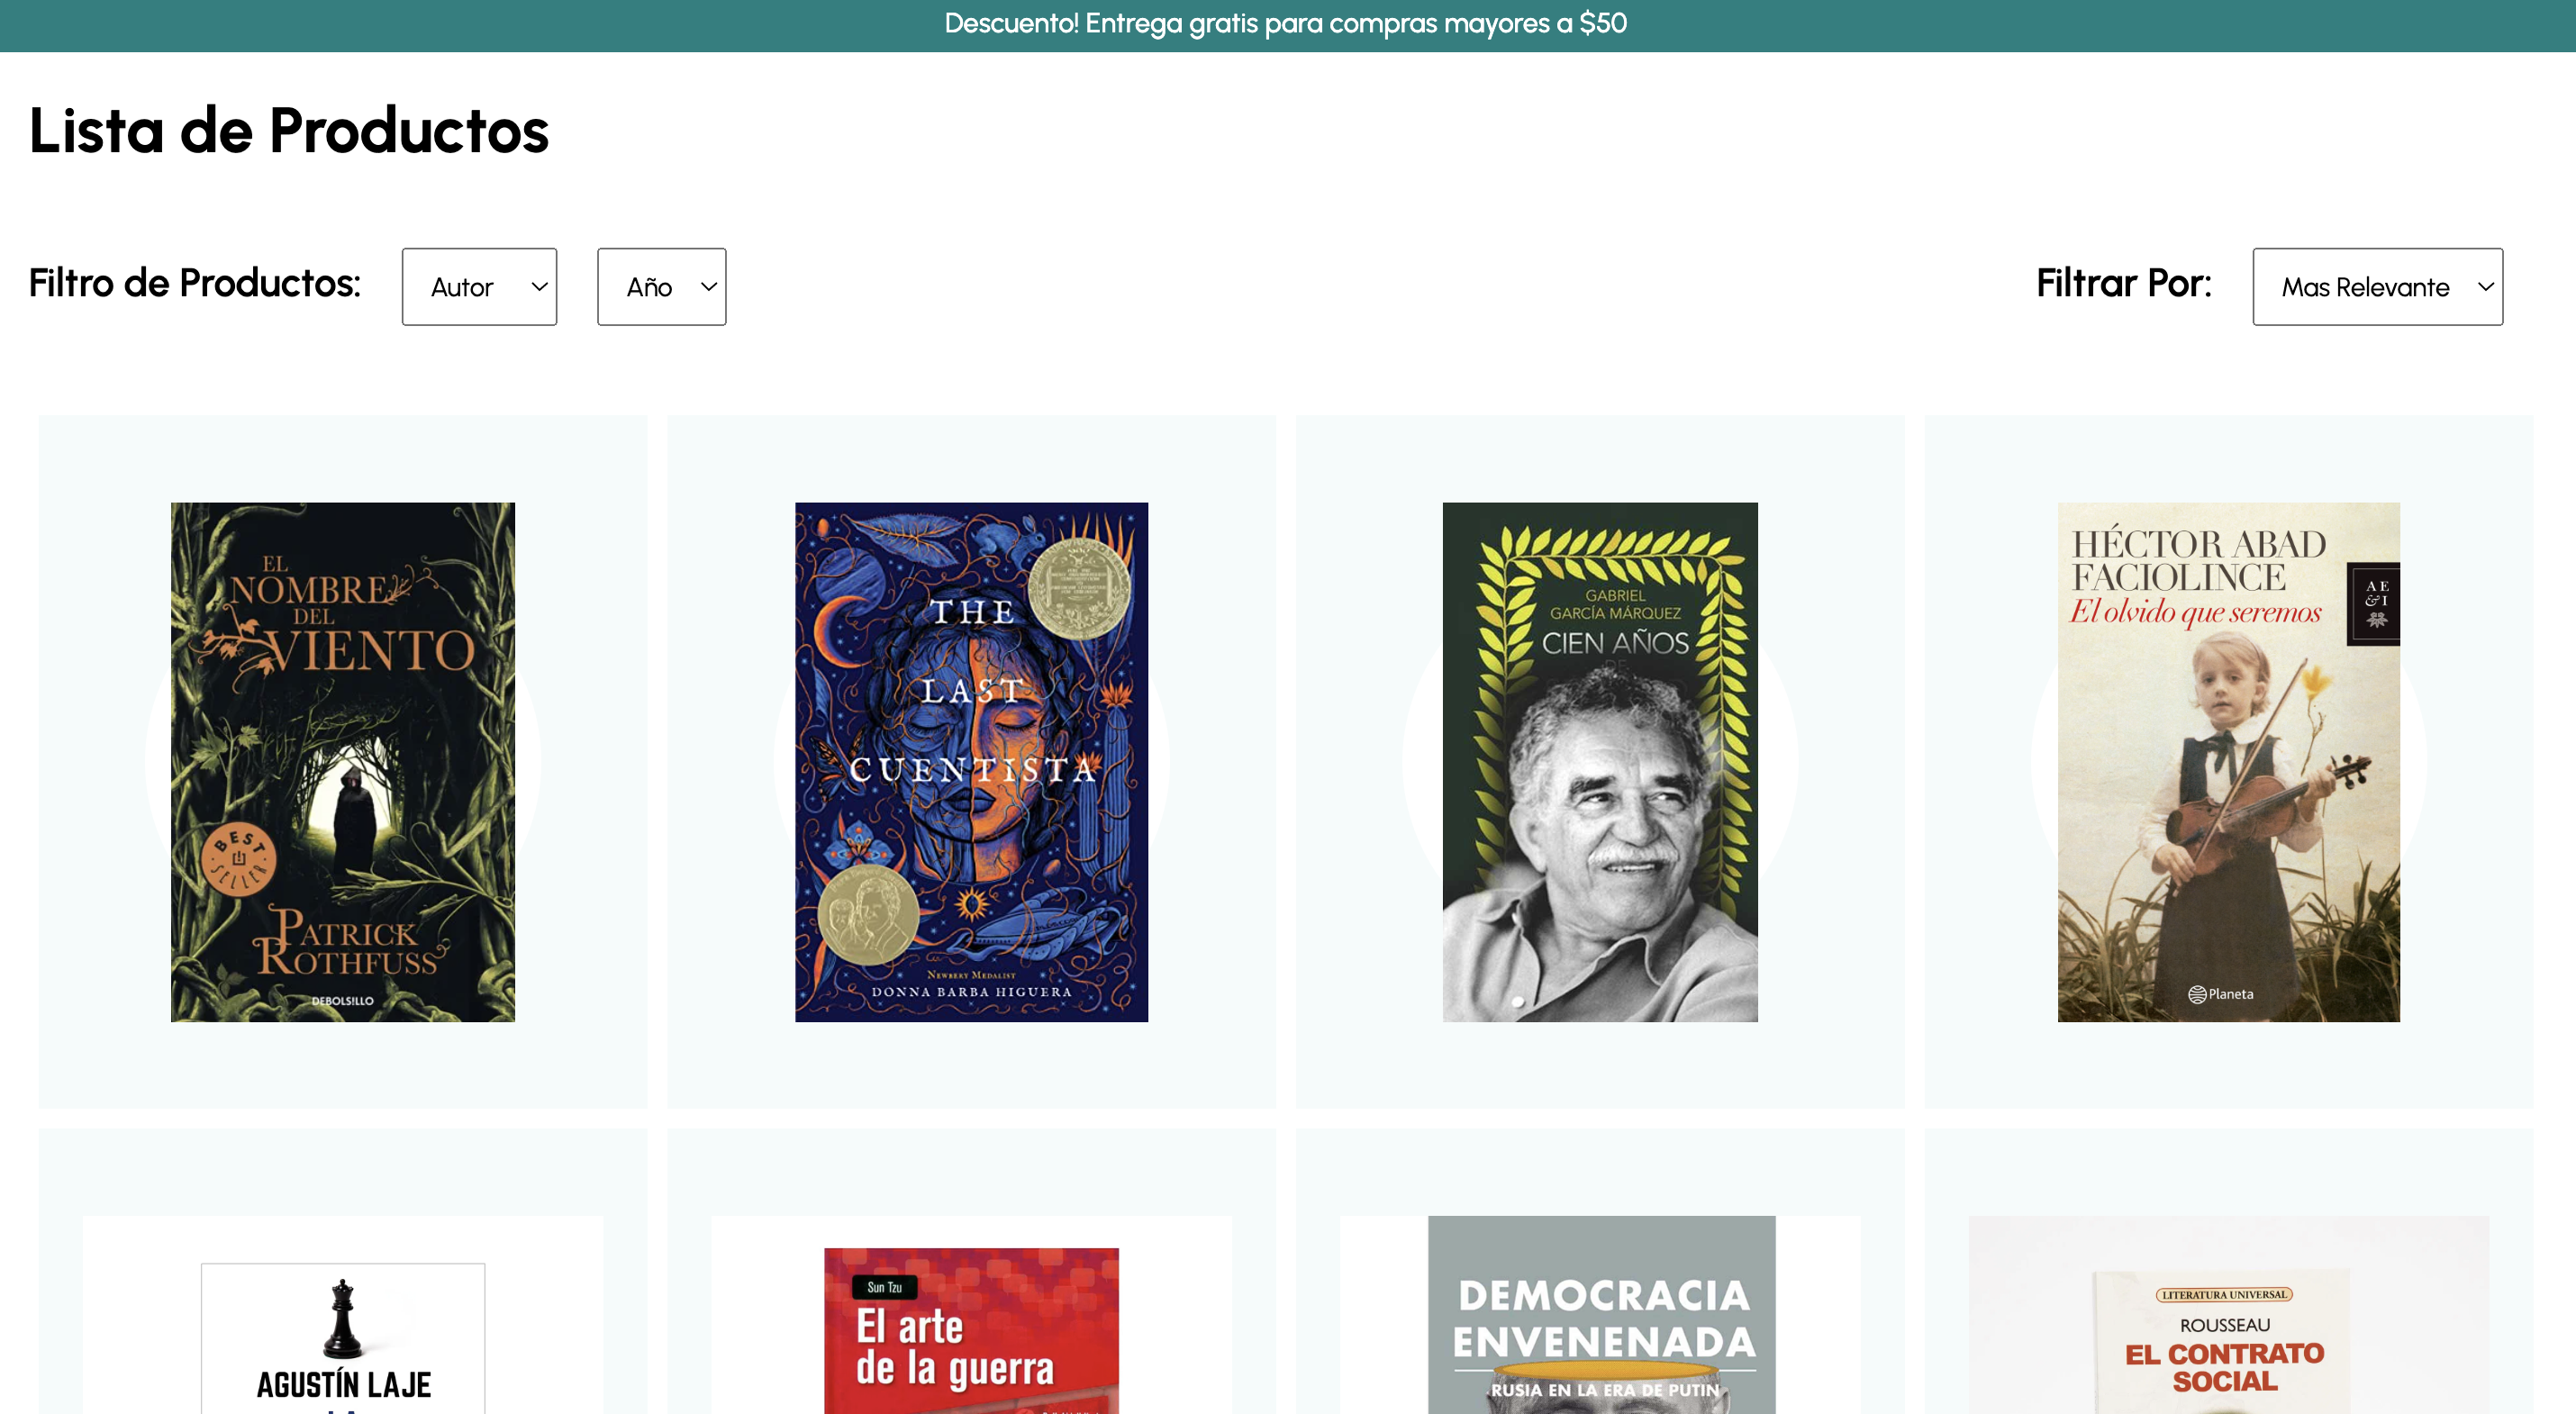 Descuento! Entrega gratis para compras mayores a $50
Lista de Productos
Filtro de Productos:
Autor
Año
Filtrar Por:
Mas Relevante
EL
NOMBRE
DEL
VIENTO
BEST
SELLER
PATRICK
ROTHFUSS
DEBOLS!LLO
THE
LAST
CUENTISTA
NEWBERY MEDALIST
DONNA BARBA HIGUERA
GABRIEL
GARCÍA MÁRQUEZ
CIEN AÑOS
DE
HÉCTOR ABAD
FACIOLINCE
El olvido que seremos
A E
& I
Planeta
AGUSTÍN LAJE
LA
Sun Tzu
El arte
de la guerra
DEMOCRACIA
ENVENENADA
RUSIA EN LA ERA DE PUTIN
LITERATURA UNIVERSAL
ROUSSEAU
EL CONTRATO
SOCIAL